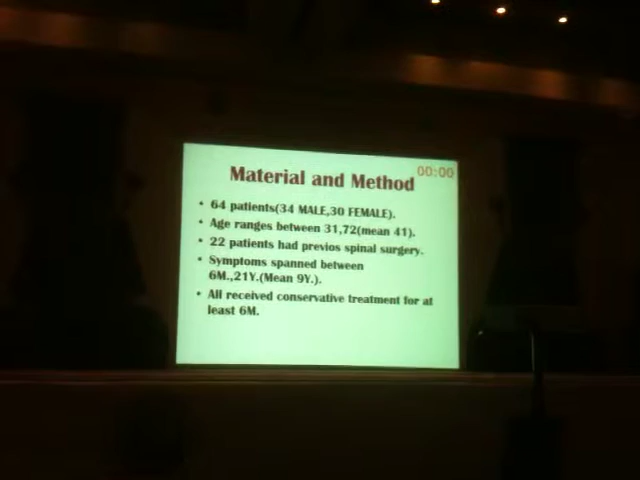 00:00
Material and Method
• 64 patients(34 MALE,30 FEMALE).
• Age ranges between 31,72(mean 41).
• 22 patients had previos spinal surgery.
• Symptoms spanned between
6M.,21Y.(Mean 9Y.).
• All received conservative treatment for at
least 6M.